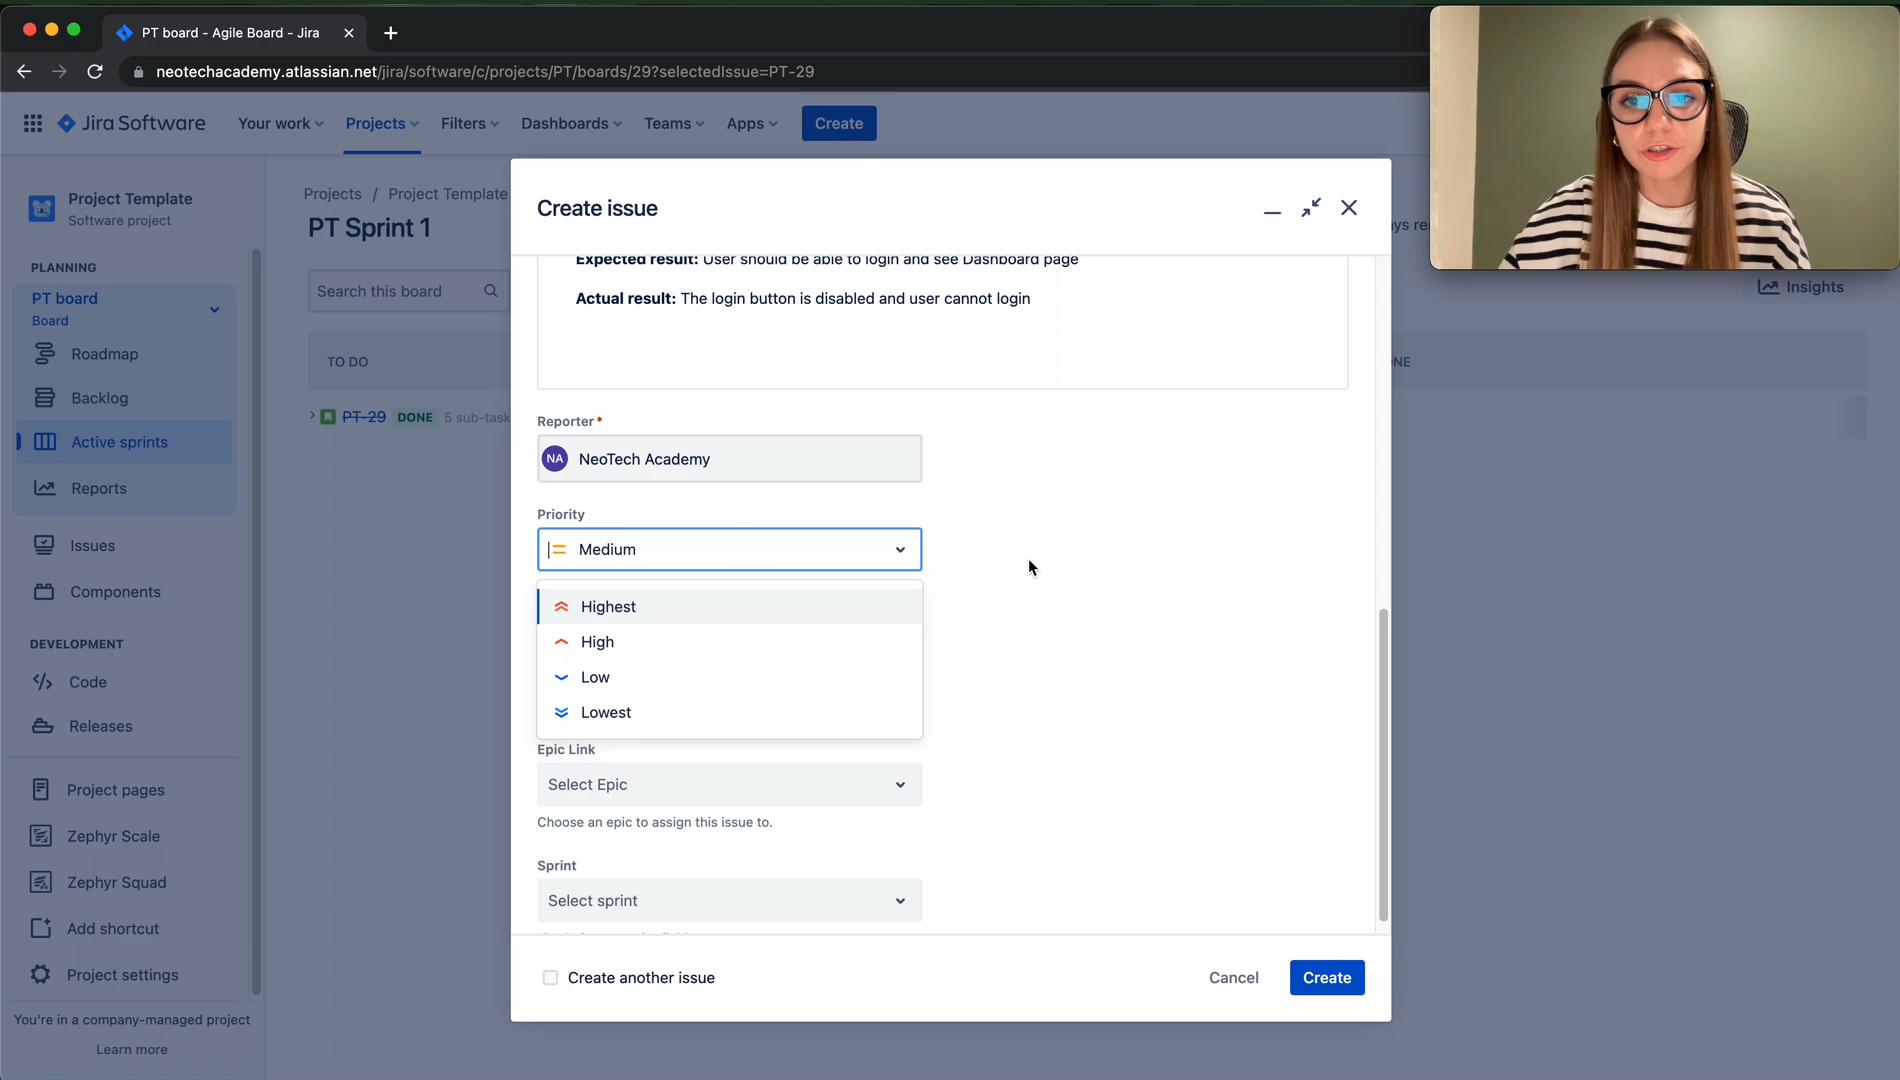 PT board - Agile Board - Jira
neotechacademy.atlassian.net/jira/software/c/projects/PT/boards/29?selectedIssue=PT-29
Jira Software
Your work
Projects
Filters
Dashboards
Teams
Apps
Create
Project Template
Software project
PLANNING
PT board
Board
Roadmap
Backlog
Active sprints
Reports
Issues
Components
DEVELOPMENT
Code
Releases
Project pages
Zephyr Scale
Zephyr Squad
Add shortcut
Project settings
You're in a company-managed project
Learn more
Projects / Project Template
PT Sprint 1
Search this board
Insights
TO DO
PT-29 DONE 5 sub-task
Create issue
Expected result: User should be able to login and see Dashboard page
Actual result: The login button is disabled and user cannot login
Reporter *
NA NeoTech Academy
Priority
Medium
Highest
High
Low
Lowest
Epic Link
Select Epic
Choose an epic to assign this issue to.
Sprint
Select sprint
Create another issue
Cancel
Create